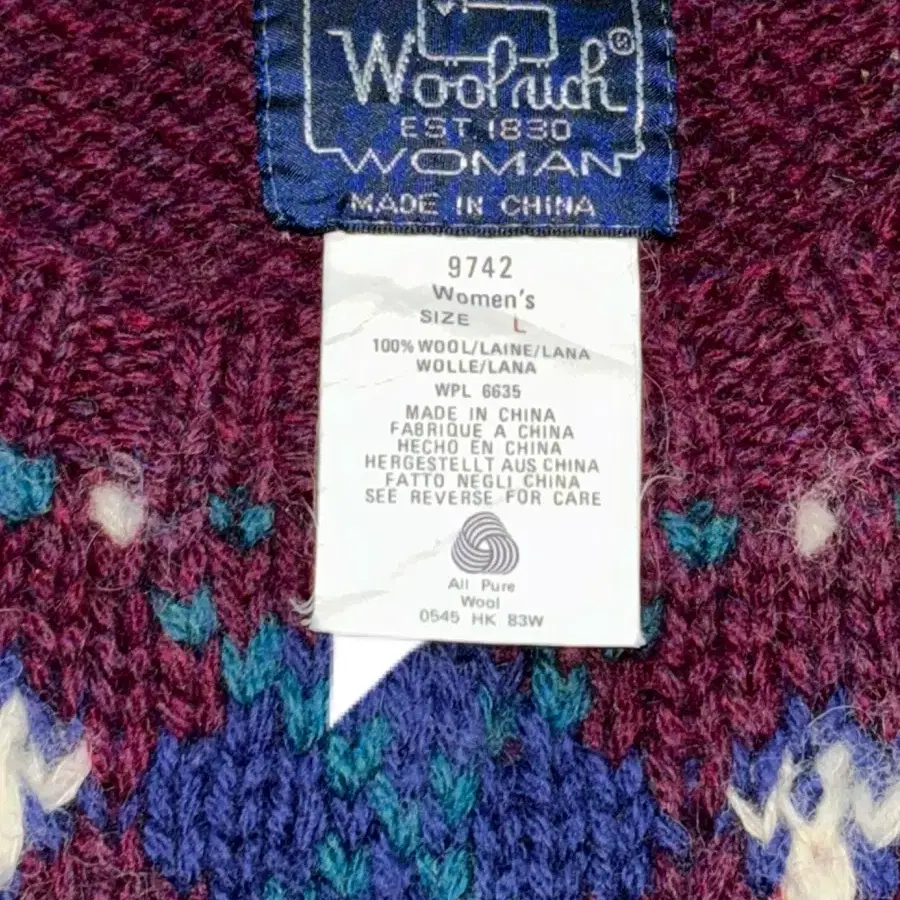 Woolrich®
EST. 1830
WOMAN
MADE IN CHINA
9742
Women's
SIZE L
100% WOOL/LAINE/LANA
WOLLE/LANA
WPL 6635
MADE IN CHINA
FABRIQUE A CHINA
HECHO EN CHINA
HERGESTELLT AUS CHINA
FATTO NEGLI CHINA
SEE REVERSE FOR CARE
All Pure
Wool
0545 HK 83W